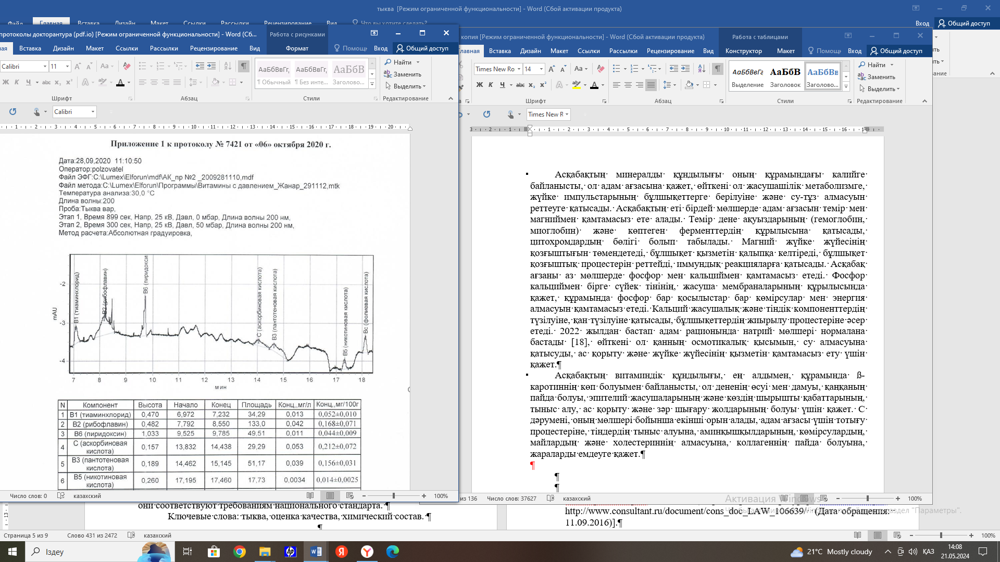 тыква [Режим ограниченной функциональности] - Word (Сбой активации продукта)
Файл Главная Вставка Дизайн Макет Ссылки Рассылки Рецензирование Вид Что вы хотите сделать? Вход Общий доступ
протоколы докторантура (pdf.io) [Режим ограниченной функциональности] - Word (Сб... Работа с рисунками
Вставка Дизайн Макет Ссылки Рассылки Рецензирование Вид Формат Помощн Вход Общий доступ
Calibri 11
АаБбВвГг, АаБбВвГг, АаБбВ
¶ Обычный ¶ Без инте... Заголово...
Найти
Заменить
Выделить
Шрифт Абзац Стили Редактирование
Calibri
Приложение 1 к протоколу № 7421 от «06» октября 2020 г.
Дата:28,09,2020 11:10:50
Оператор:polzovatel
Файл ЭФГ:C:\Lumex\Elforun\mdf\АК_пр №2 _2009281110,mdf
Файл метода:C:\Lumex\Elforun\Программы\Витамины с давлением_Жанар_291112,mtk
Температура анализа:30,0 °C
Длина волны:200
Проба:Тыква вар,
Этап 1, Время 899 сек, Напр, 25 кВ, Давл, 0 мбар, Длина волны 200 нм,
Этап 2, Время 300 сек, Напр, 25 кВ, Давл, 50 мбар, Длина волны 200 нм,
Метод расчета:Абсолютная градуировка,
mAU
-2
-3
-4
B1 (тиаминхлорид)
B2 (рибофлавин)
B6 (пиридокси
C (аскорбиновая кислота)
B3 (пантотеновая кислота)
B5 (никотиновая кислота)
Bc (фолиевая кислота)
7 8 9 10 11 12 13 14 15 16 17 18
мин
N Компонент Высота Начало Конец Площадь Конц,,мг/л Конц,,мг/100г
1 B1 (тиаминхлорид) 0,470 6,972 7,232 34,29 0,013 0,052±0,010
2 B2 (рибофлавин) 0,482 7,792 8,550 133,0 0,042 0,168±0,071
3 B6 (пиридоксин) 1,033 9,525 9,785 49,51 0,011 0,044±0,009
4 C (аскорбиновая кислота) 0,157 13,832 14,438 29,29 0,053 0,212±0,072
5 B3 (пантотеновая кислота) 0,189 14,462 15,145 51,17 0,039 0,156±0,031
6 B5 (никотиновая кислота) 0,260 17,195 17,460 17,73 0,0034 0,014±0,0025
Число слов: 0 казахский 100%
копия [Режим ограниченной функциональности] - Word (Сбой активации продукта) Работа с таблицами
Главная Вставка Дизайн Макет Ссылки Рассылки Рецензирование Вид Конструктор Макет Помощн Вход Общий доступ
Times New Ro 14
АаБбВвГг АаБбВ АаБбВв
Выделение Заголовок Заголово...
Найти
Заменить
Выделить
Шрифт Абзац Стили Редактирование
Times New R
Асқабақтың минералды құндылығы оның құрамындағы калийге
байланысты, ол адам ағзасына қажет, өйткені ол жасушашілік метаболизмге,
жүйке импульстарының бұлшықеттерге берілуіне және су-тұз алмасуын
реттеуге қатысады. Асқабақтың еті бірдей мөлшерде адам ағзасын темір мен
магниймен қамтамасыз ете алады. Темір дене ақуыздарының (гемоглобин,
миоглобин) және көптеген ферменттердің құрылысына қатысады,
цитохромдардың бөлігі болып табылады. Магний жүйке жүйесінің
қозғыштығын төмендетеді, бұлшықет қызметін қалыпқа келтіреді, бұлшықет
қозғыштық процестерін реттейді, иммундық реакцияларға қатысады. Асқабақ
ағзаны аз мөлшерде фосфор мен кальциймен қамтамасыз етеді. Фосфор
кальциймен бірге сүйек тінінің, жасуша мембраналарының құрылысында
қажет, құрамында фосфор бар қосылыстар бар көмірсулар мен энергия
алмасуын қамтамасыз етеді. Кальций жасушалық және тіндік компоненттердің
түзілуіне, қан түзілуіне қатысады, бұлшықеттердің жиырылу процестеріне әсер
етеді. 2022 жылдан бастап адам рационында натрий мөлшері нормалана
бастады [18], өйткені ол қанның осмотикалық қысымын, су алмасуына
қатысуды, ас қорыту және жүйке жүйесінің қызметін қамтамасыз ету үшін
қажет.¶
Асқабақтың витаминдік құндылығы, ең алдымен, құрамында ß-
каротиннің көп болуымен байланысты, ол дененің өсуі мен дамуы, қаңқаның
пайда болуы, эпителий жасушаларының және көздің шырышты қабаттарының,
тыныс алу, ас қорыту және зәр шығару жолдарының болуы үшін қажет. С
дәрумені, оның мөлшері бойынша екінші орын алады, адам ағзасы үшін тотығу
процестеріне, тіндердің тыныс алуына, аминқышқылдарының, көмірсулардың,
майлардың және холестериннің алмасуына, коллагеннің пайда болуына,
жараларды емдеуге қажет.¶
¶
¶
¶
из 136 Число слов: 37627 казахский 100%
Активация Windows
они соответствуют требованиям национального стандарта. ¶
Ключевые слова: тыква, оценка качества, химический состав. ¶
¶
http://www.consultant.ru/document/cons_doc_LAW_106639/ (Дата обращения:
11.09.2016)].¶
Страница 5 из 9 Слово 431 из 2472 казахский 100%
Іздеу 21°C Mostly cloudy ҚАЗ 14:08
21.05.2024